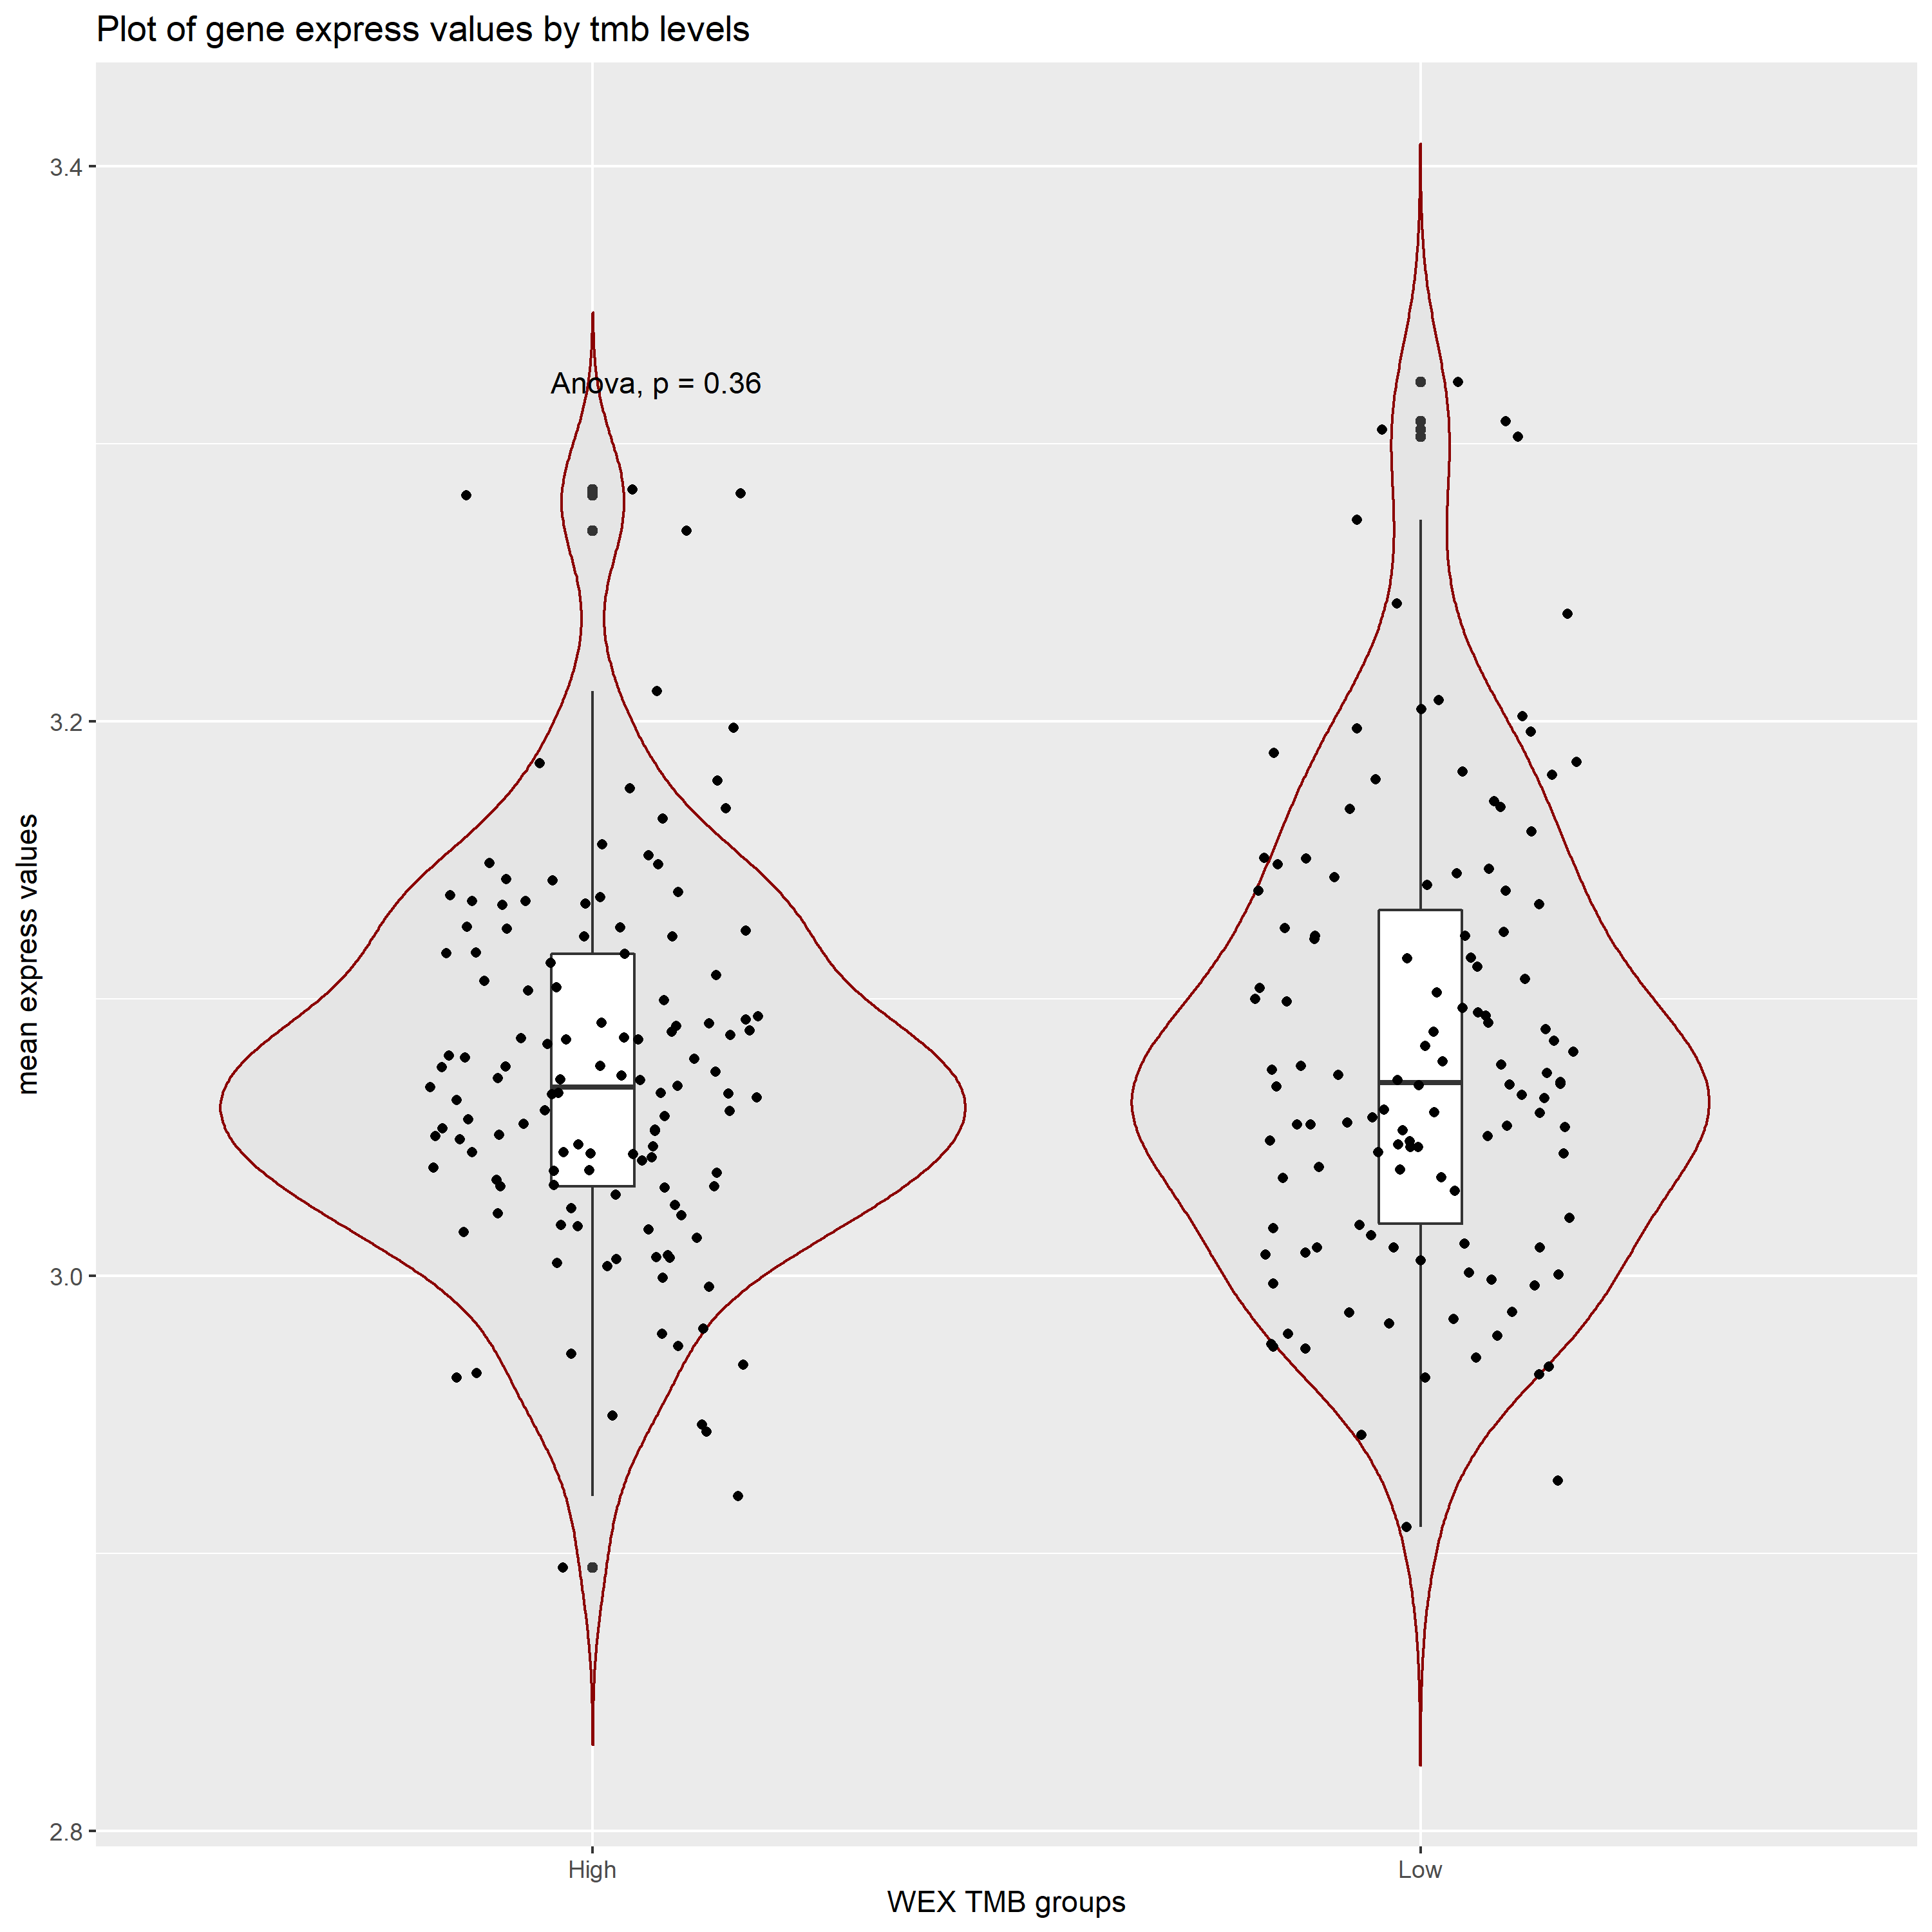 Plot of gene express values by tmb levels
3.4
Anova, p = 0.36
3.2
mean express values
3.0
2.8
High
Low
WEX TMB groups